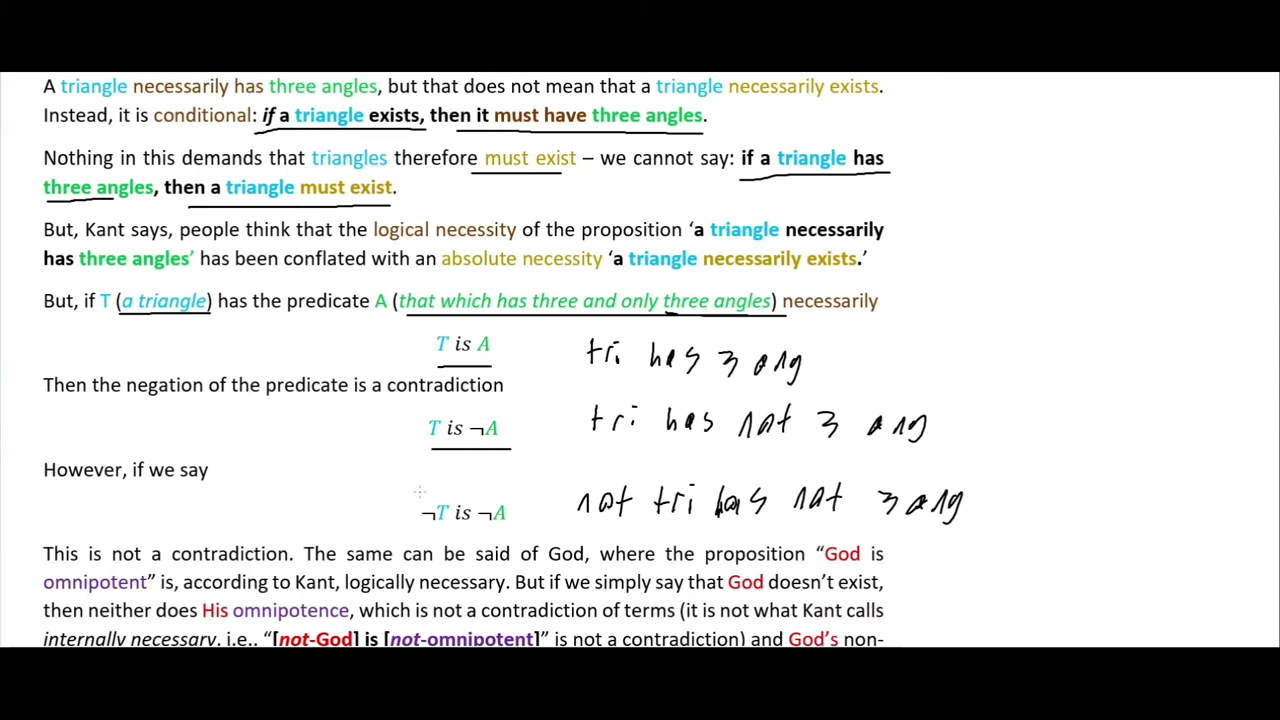 A triangle necessarily has three angles, but that does not mean that a triangle necessarily exists.
Instead, it is conditional: if a triangle exists, then it must have three angles.
Nothing in this demands that triangles therefore must exist – we cannot say: if a triangle has
three angles, then a triangle must exist.
But, Kant says, people think that the logical necessity of the proposition ‘a triangle necessarily
has three angles’ has been conflated with an absolute necessity ‘a triangle necessarily exists.’
But, if T (a triangle) has the predicate A (that which has three and only three angles) necessarily
T is A tri has 3 ang
Then the negation of the predicate is a contradiction
T is ¬A tri has not 3 ang
However, if we say
¬T is ¬A not tri has not 3 ang
This is not a contradiction. The same can be said of God, where the proposition “God is
omnipotent” is, according to Kant, logically necessary. But if we simply say that God doesn’t exist,
then neither does His omnipotence, which is not a contradiction of terms (it is not what Kant calls
internally necessary, i.e., “[not-God] is [not-omnipotent]” is not a contradiction) and God’s non-